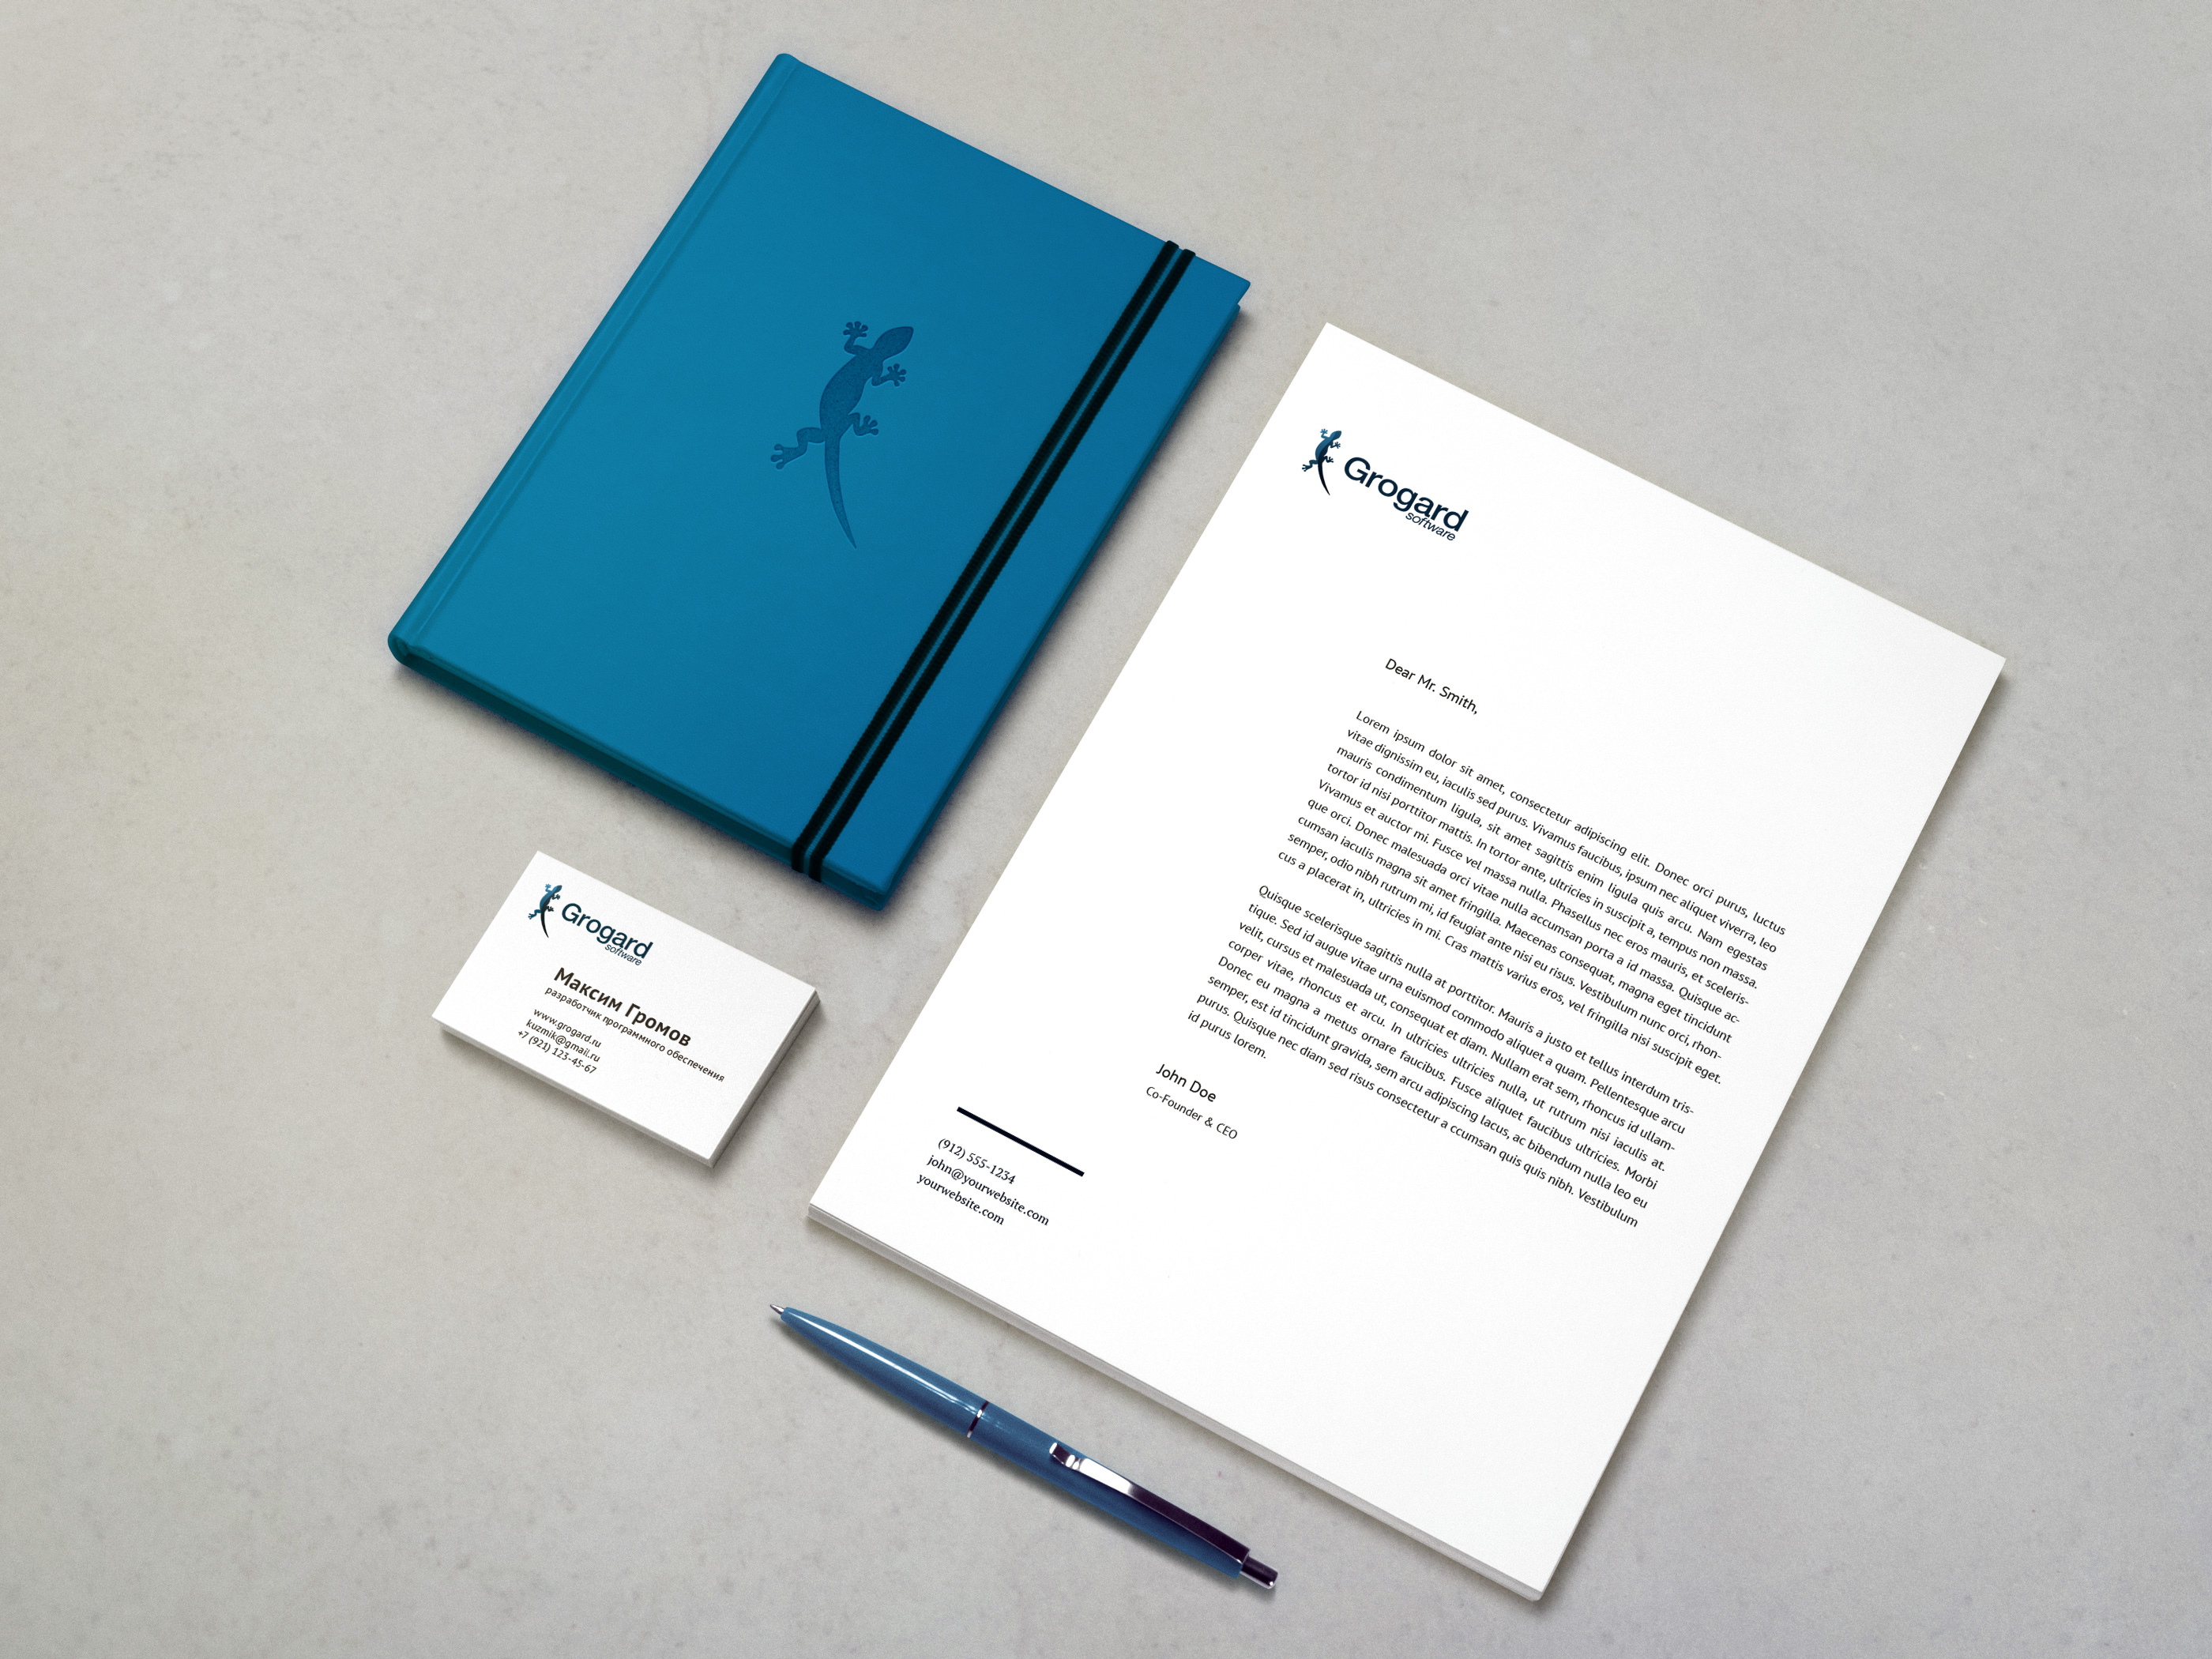 Grogard
software
Dear Mr. Smith,
Lorem ipsum dolor sit amet, consectetur adipiscing elit. Donec orci purus, luctus
vitae dignissim eu, iaculis sed purus. Vivamus faucibus, ipsum nec aliquet viverra, leo
mauris condimentum ligula, sit amet sagittis enim ligula quis arcu. Nam egestas
tortor id nisi porttitor mattis. In tortor ante, ultricies in suscipit a, tempus non massa.
Vivamus et auctor mi. Fusce vel massa nulla. Phasellus nec eros mauris, et sceleris-
que orci. Donec malesuada orci vitae nulla accumsan porta a id massa. Quisque ac-
cumsan iaculis magna sit amet fringilla. Maecenas consequat, magna eget tincidunt
semper, odio nibh rutrum mi, id feugiat ante nisi eu risus. Vestibulum nunc orci, rhon-
cus a placerat in, ultricies in mi. Cras mattis varius eros, vel fringilla nisi suscipit eget.
Quisque scelerisque sagittis nulla at porttitor. Mauris a justo et tellus interdum tris-
tique. Sed id augue vitae urna euismod commodo aliquet a quam. Pellentesque arcu
velit, cursus et malesuada ut, consequat et diam. Nullam erat sem, rhoncus id ullam-
corper vitae, rhoncus et arcu. In ultricies ultricies nulla, ut rutrum nisi iaculis at.
Donec eu magna a metus ornare faucibus. Fusce aliquet faucibus ultricies. Morbi
semper, est id tincidunt gravida, sem arcu adipiscing lacus, ac bibendum nulla leo eu
purus. Quisque nec diam sed risus consectetur a ccumsan quis quis nibh. Vestibulum
id purus lorem.
John Doe
Co-Founder & CEO
(912) 555-1234
john@yourwebsite.com
yourwebsite.com
Grogard
software
Максим Громов
разработчик программного обеспечения
www.grogard.ru
kuzmik@gmail.ru
+7 (921) 123-45-67